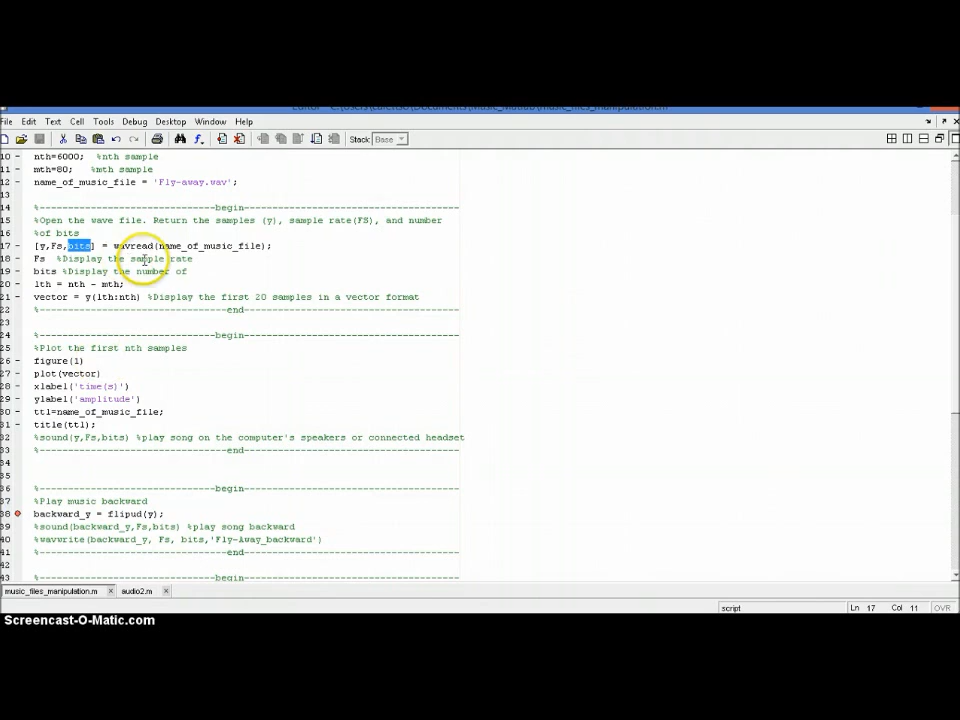 File Edit Text Cell Tools Debug Desktop Window Help
Stack: Base
10 - nth=6000; %nth sample
11 - mth=80; %mth sample
12 - name_of_music_file = 'Fly-away.wav';
13
14 %-------------------------------begin-------------------------------------
15 %Open the wave file. Return the samples (y), sample rate(FS), and number
16 %of bits
17 - [y,Fs,bits] = wavread(name_of_music_file);
18 - Fs %Display the sample rate
19 - bits %Display the number of
20 - lth = nth - mth;
21 - vector = y(lth:nth) %Display the first 20 samples in a vector format
22 %---------------------------------end-------------------------------------
23
24 %-------------------------------begin-------------------------------------
25 %Plot the first nth samples
26 - figure(1)
27 - plot(vector)
28 - xlabel('time(s)')
29 - ylabel('amplitude')
30 - ttl=name_of_music_file;
31 - title(ttl);
32 %sound(y,Fs,bits) %play song on the computer's speakers or connected headset
33 %---------------------------------end-------------------------------------
34
35
36 %-------------------------------begin-------------------------------------
37 %Play music backward
38 backward_y = flipud(y);
39 %sound(backward_y,Fs,bits) %play song backward
40 %wavwrite(backward_y, Fs, bits,'Fly-Away_backward')
41 %---------------------------------end-------------------------------------
42
43 %-------------------------------begin-------------------------------------
music_files_manipulation.m × audio2.m ×
script Ln 17 Col 11 OVR
Screencast-O-Matic.com